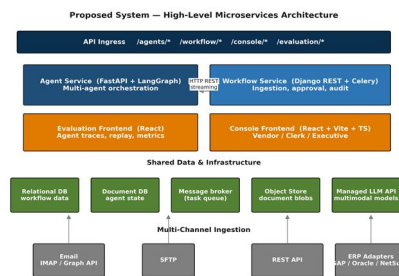 Proposed System — High-Level Microservices Architecture
API Ingress /agents/* /workflow/* /console/* /evaluation/*
Agent Service (FastAPI + LangGraph)
Multi-agent orchestration
HTTP REST
streaming
Workflow Service (Django REST + Celery)
Ingestion, approval, audit
Evaluation Frontend (React)
Agent traces, replay, metrics
Console Frontend (React + Vite + TS)
Vendor / Clerk / Executive
Shared Data & Infrastructure
Relational DB
workflow data
Document DB
agent state
Message broker
(task queue)
Object Store
document blobs
Managed LLM API
multimodal models
Multi-Channel Ingestion
Email
IMAP / Graph API
SFTP
REST API
ERP Adapters
SAP / Oracle / NetSu